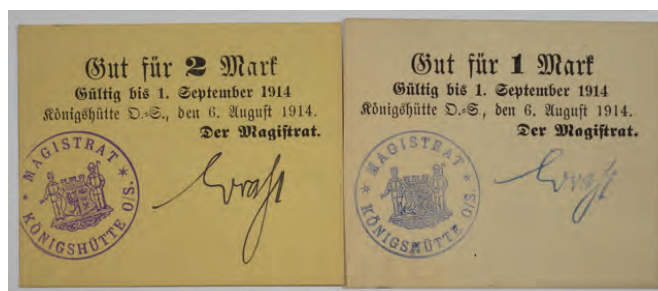 Gut für 2 Mark
Gültig bis 1. September 1914
Königshütte O.=S., den 6. August 1914.
Der Magistrat.
* MAGISTRAT *
KÖNIGSHÜTTE O/S.
Gut für 1 Mark
Gültig bis 1. September 1914
Königshütte O.=S., den 6. August 1914.
Der Magistrat.
* MAGISTRAT *
KÖNIGSHÜTTE O/S.